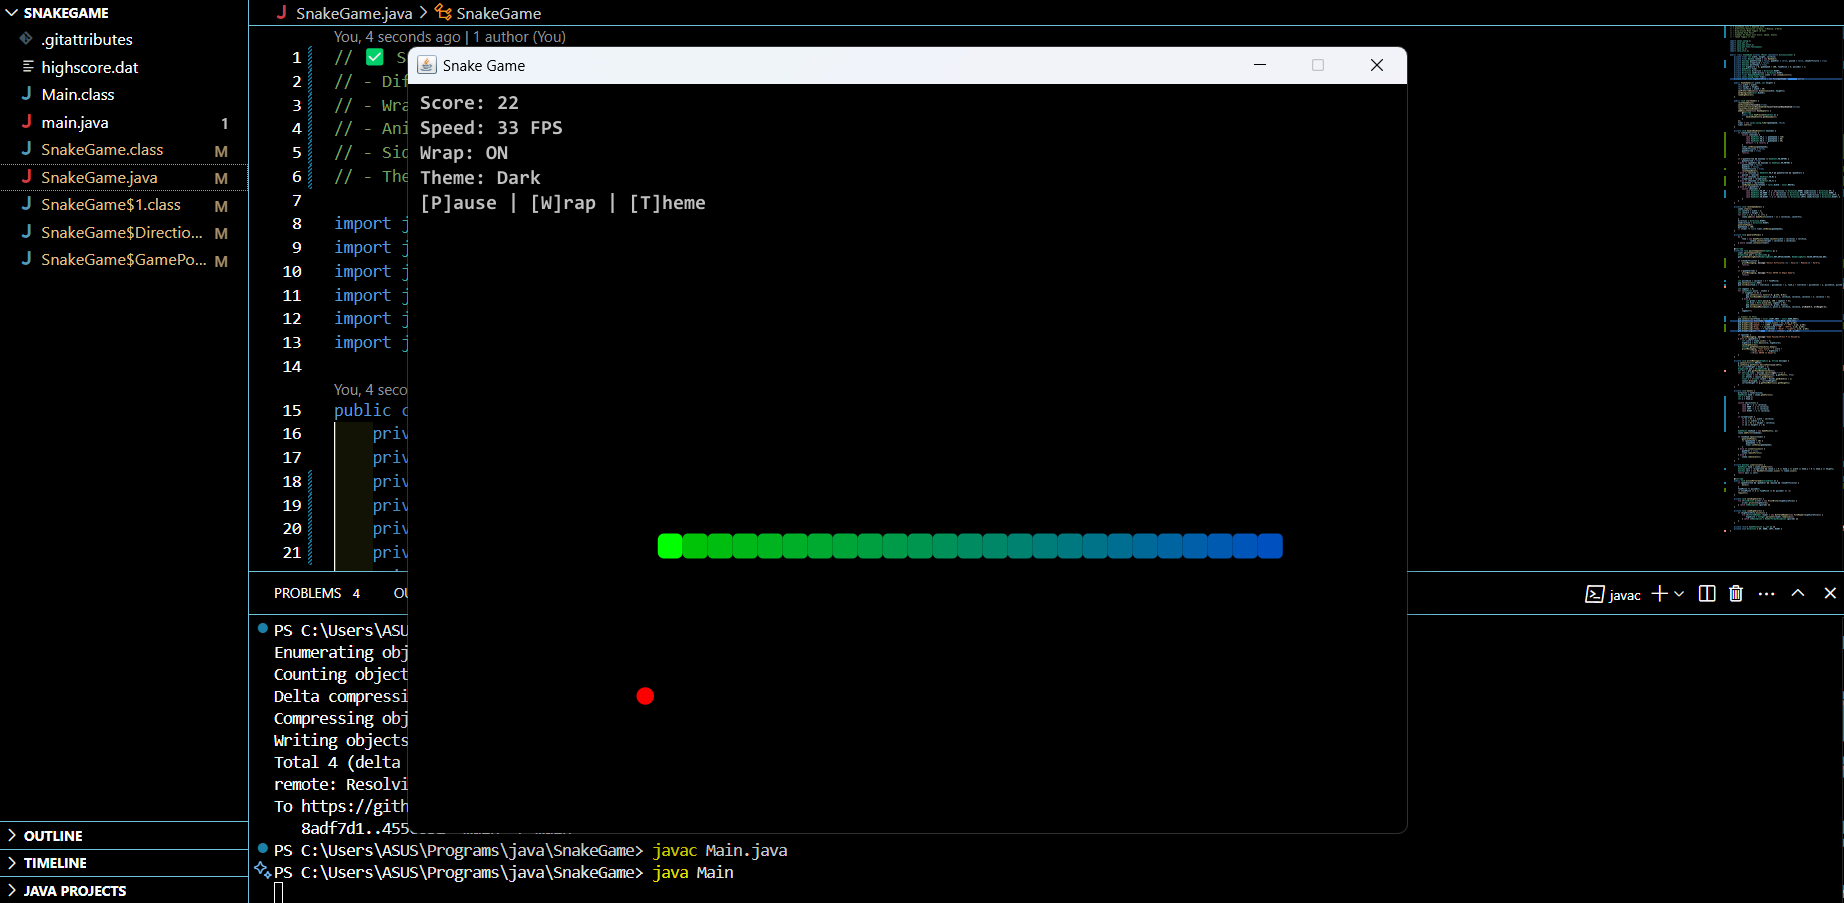 SNAKEGAME
.gitattributes
highscore.dat
Main.class
main.java 1
SnakeGame.class M
SnakeGame.java M
SnakeGame$1.class M
SnakeGame$Directio... M
SnakeGame$GamePo... M
OUTLINE
TIMELINE
JAVA PROJECTS
SnakeGame.java > SnakeGame
You, 4 seconds ago | 1 author (You)
1 // ✅ S
2 // - Dif
3 // - Wra
4 // - Ani
5 // - Sid
6 // - The
7
8 import j
9 import j
10 import j
11 import j
12 import j
13 import j
14
You, 4 seco
15 public c
16 priv
17 priv
18 priv
19 priv
20 priv
21 priv
Snake Game
Score: 22
Speed: 33 FPS
Wrap: ON
Theme: Dark
[P]ause | [W]rap | [T]heme
PROBLEMS 4 OU
javac
PS C:\Users\ASU
Enumerating obj
Counting object
Delta compressi
Compressing obj
Writing objects
Total 4 (delta
remote: Resolvi
To https://gith
8adf7d1..455
PS C:\Users\ASUS\Programs\java\SnakeGame> javac Main.java
PS C:\Users\ASUS\Programs\java\SnakeGame> java Main